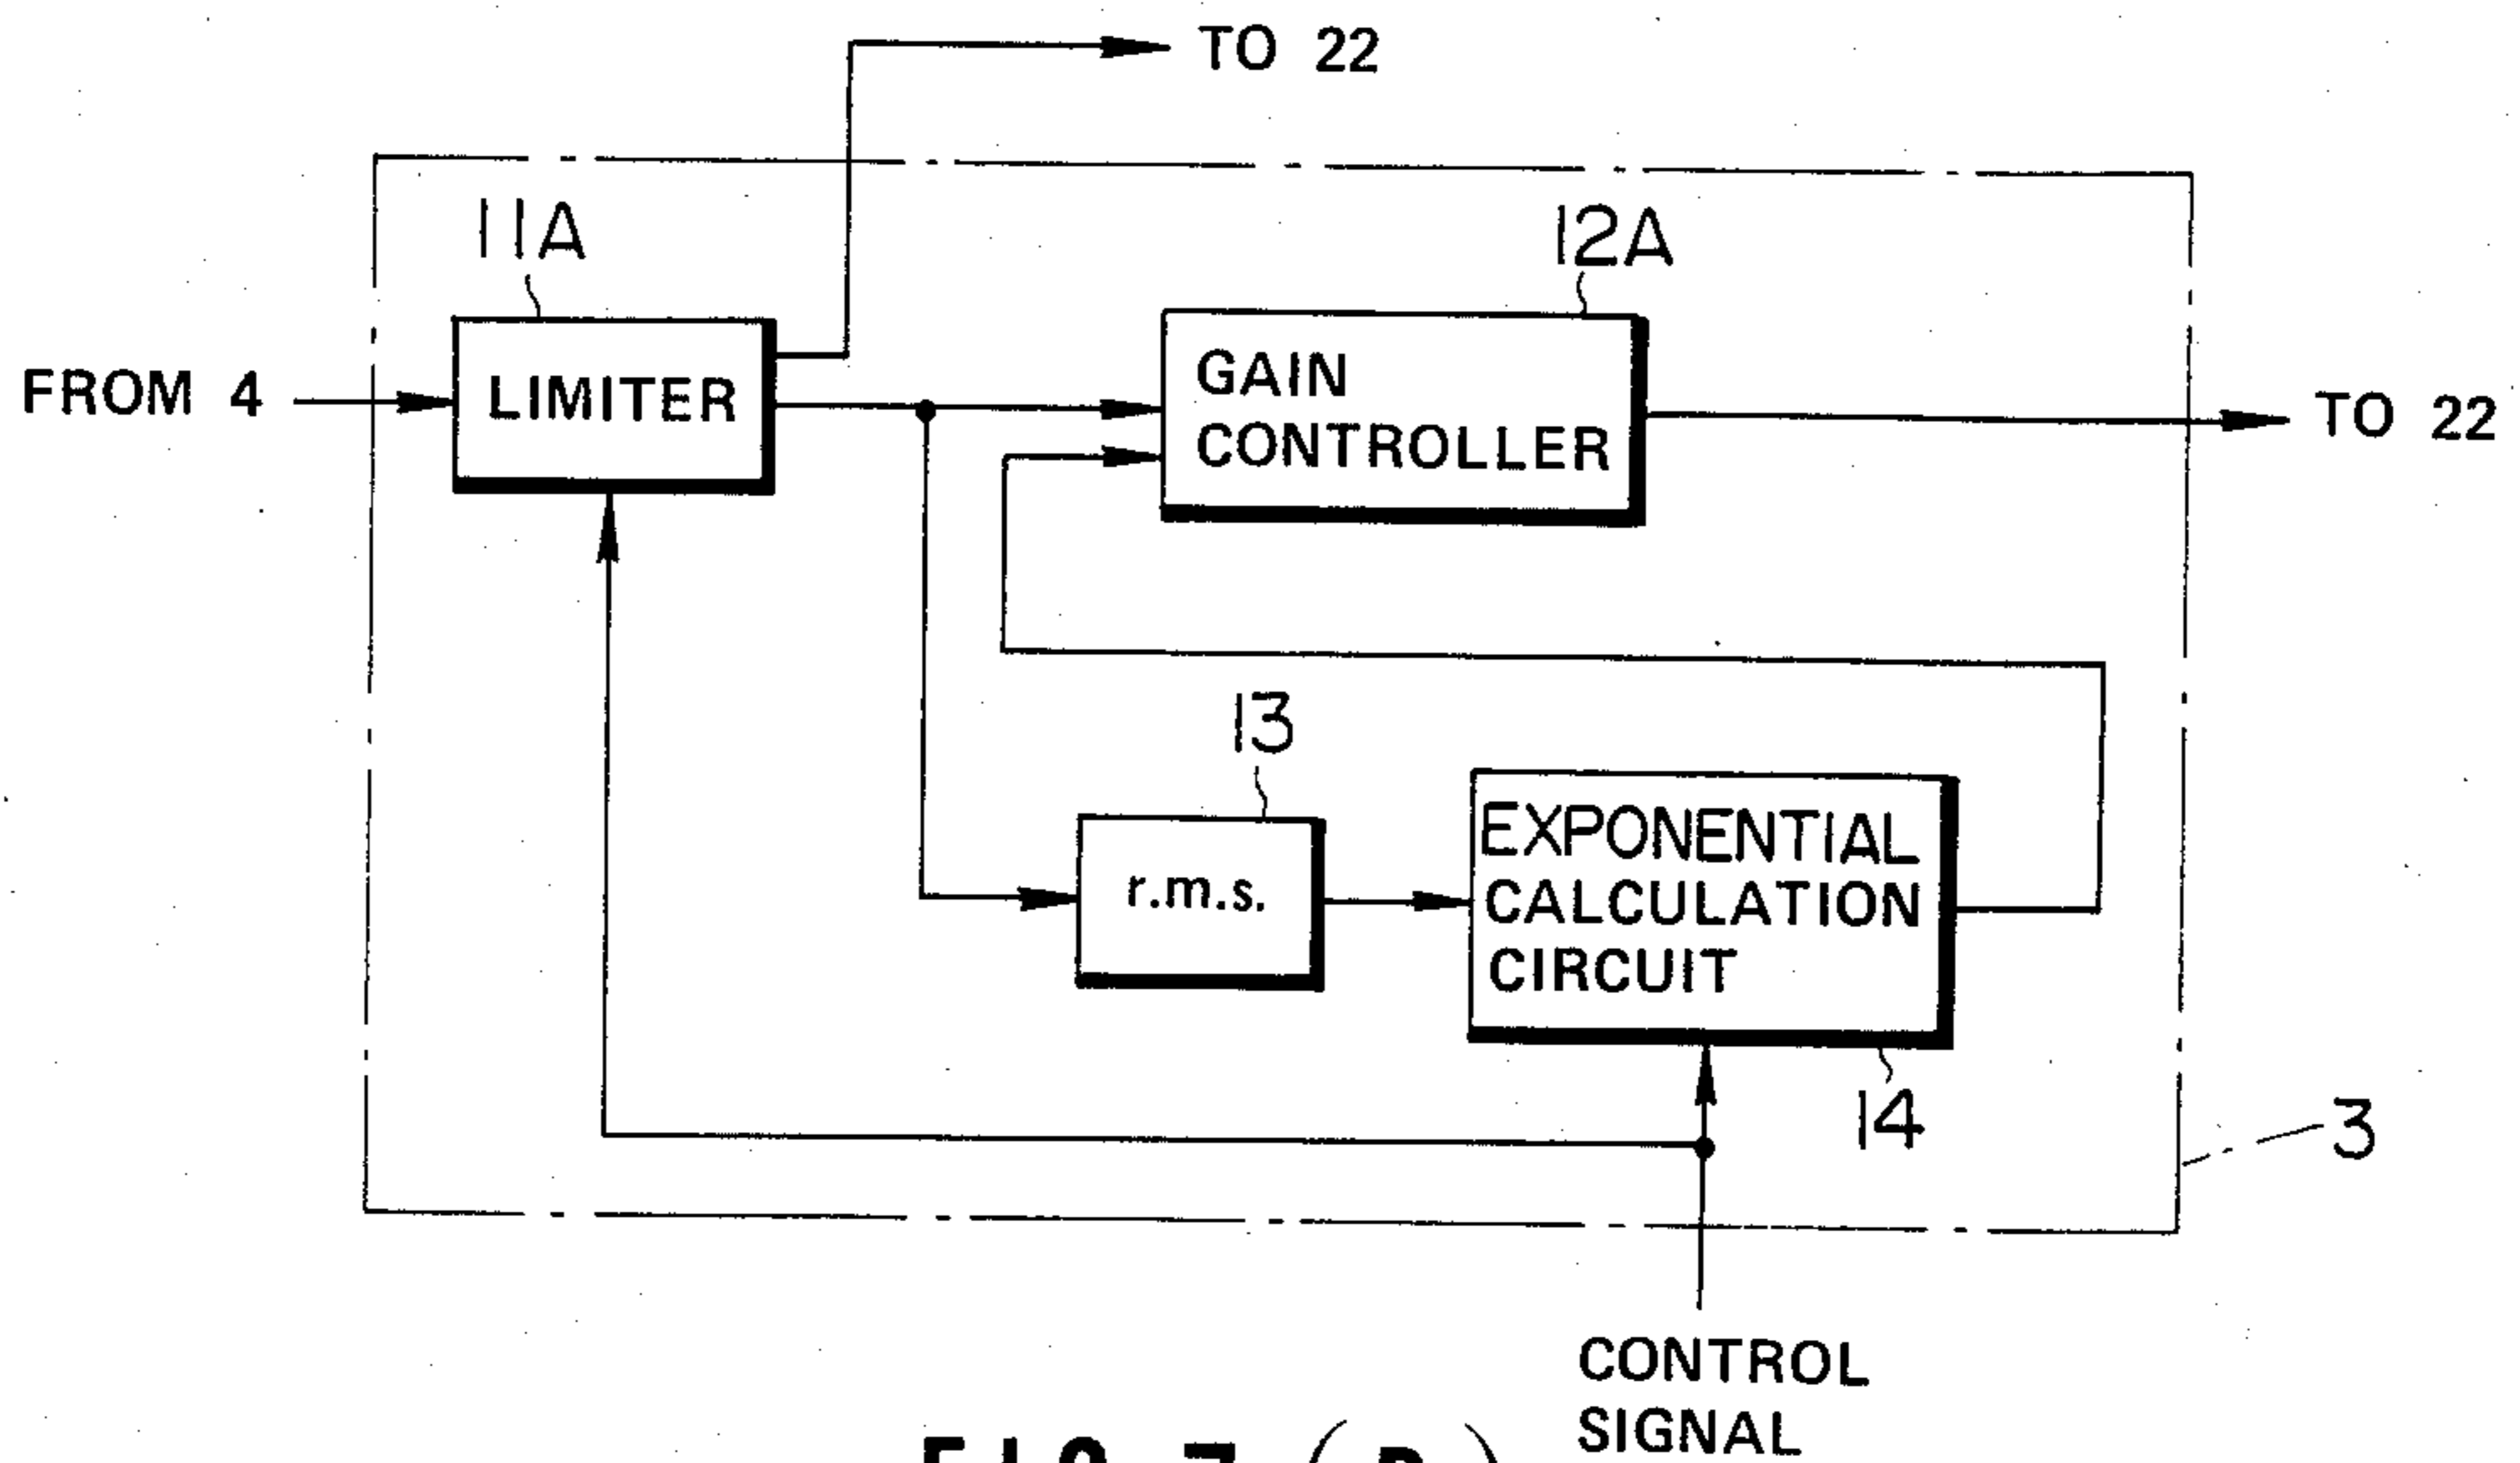 TO 22
11A
12A
FROM 4
LIMITER
GAIN
CONTROLLER
TO 22
13
r.m.s.
EXPONENTIAL
CALCULATION
CIRCUIT
14
3
CONTROL
SIGNAL